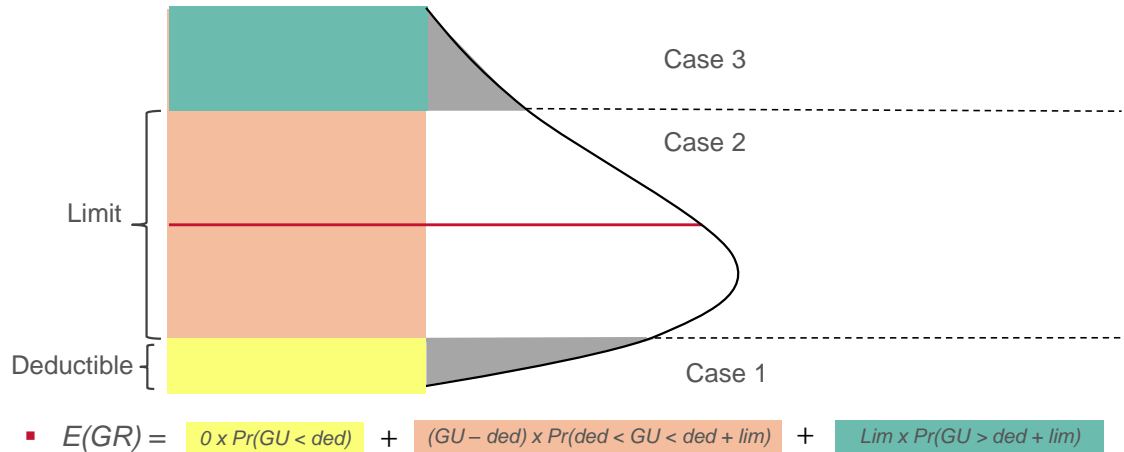 Case 3
Case 2
Limit
Deductible
Case 1
▪ E(GR) = 0 x Pr(GU < ded) + (GU – ded) x Pr(ded < GU < ded + lim) + Lim x Pr(GU > ded + lim)